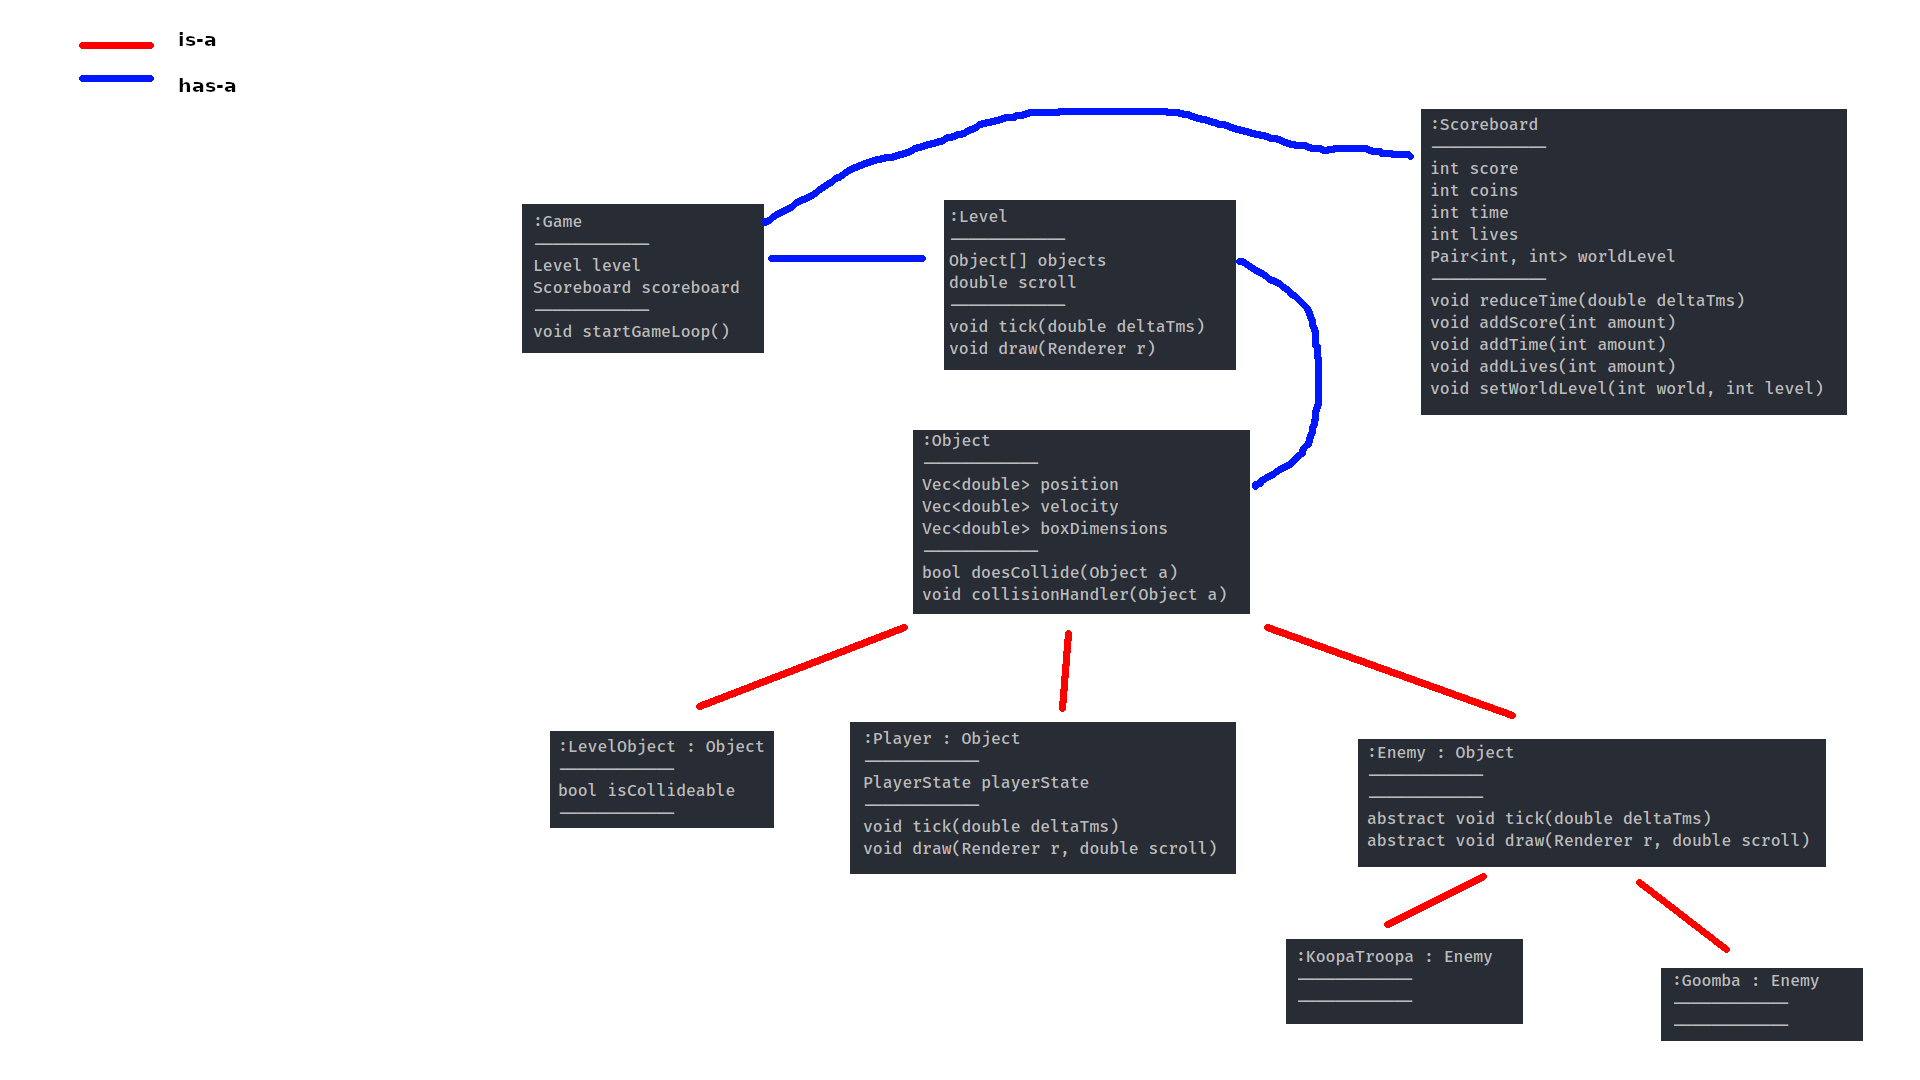 is-a
has-a
:Game
Level level
Scoreboard scoreboard
void startGameLoop()
:Level
Object[] objects
double scroll
void tick(double deltaTms)
void draw(Renderer r)
:Scoreboard
int score
int coins
int time
int lives
Pair<int, int> worldLevel
void reduceTime(double deltaTms)
void addScore(int amount)
void addTime(int amount)
void addLives(int amount)
void setWorldLevel(int world, int level)
:Object
Vec<double> position
Vec<double> velocity
Vec<double> boxDimensions
bool doesCollide(Object a)
void collisionHandler(Object a)
:LevelObject : Object
bool isCollideable
:Player : Object
PlayerState playerState
void tick(double deltaTms)
void draw(Renderer r, double scroll)
:Enemy : Object
abstract void tick(double deltaTms)
abstract void draw(Renderer r, double scroll)
:KoopaTroopa : Enemy
:Goomba : Enemy